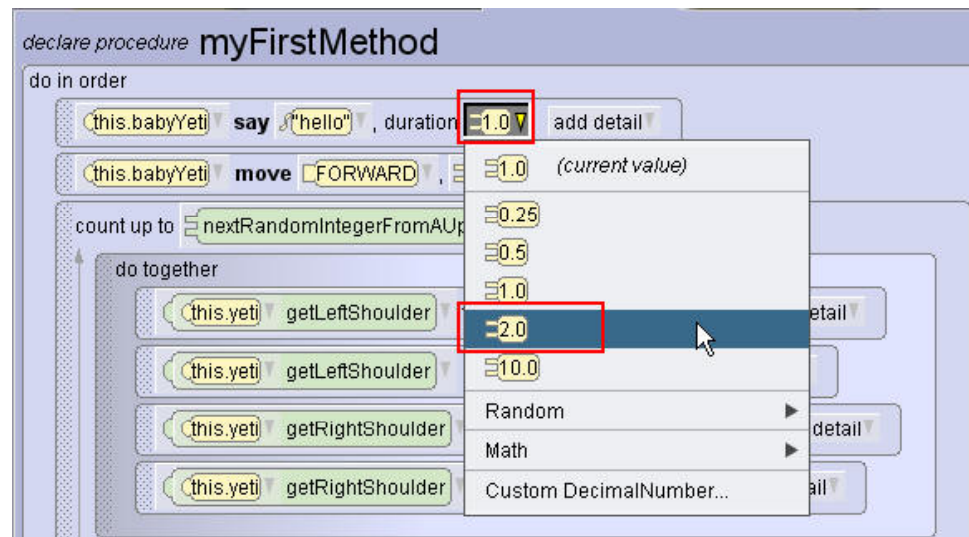 declare procedure myFirstMethod
do in order
this.babyYeti say "hello" , duration 1.0 add detail
this.babyYeti move FORWARD ,
1.0 (current value)
0.25
0.5
1.0
2.0
10.0
Random
Math
Custom DecimalNumber...
count up to nextRandomIntegerFromAUp
do together
this.yeti getLeftShoulder etail
this.yeti getLeftShoulder
this.yeti getRightShoulder detail
this.yeti getRightShoulder ail